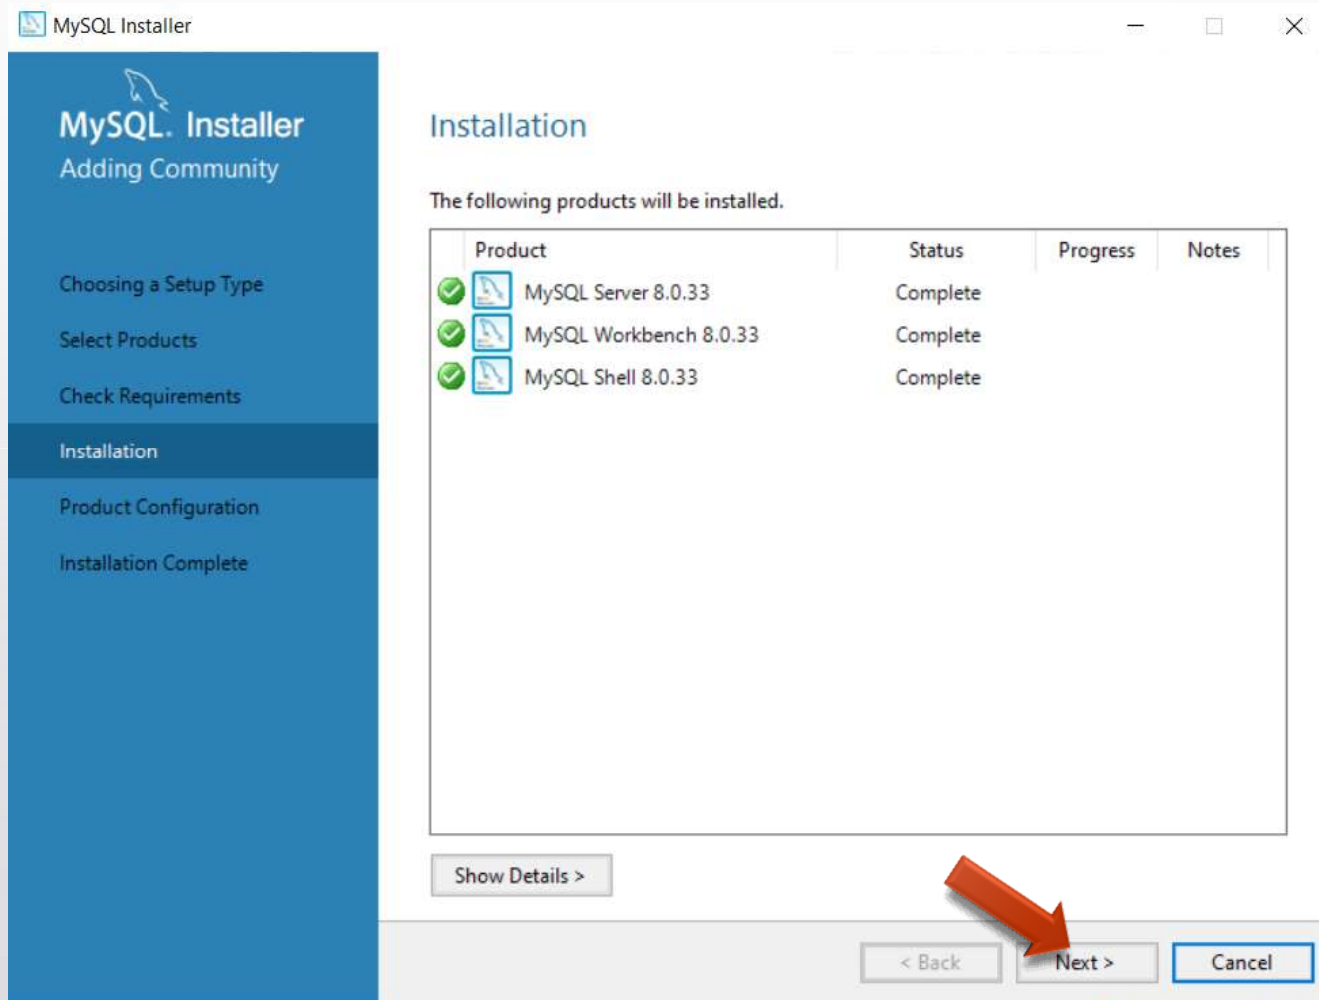 MySQL Installer
MySQL. Installer
Adding Community
Choosing a Setup Type
Select Products
Check Requirements
Installation
Product Configuration
Installation Complete
Installation
The following products will be installed.
Product Status Progress Notes
MySQL Server 8.0.33 Complete
MySQL Workbench 8.0.33 Complete
MySQL Shell 8.0.33 Complete
Show Details >
< Back Next > Cancel